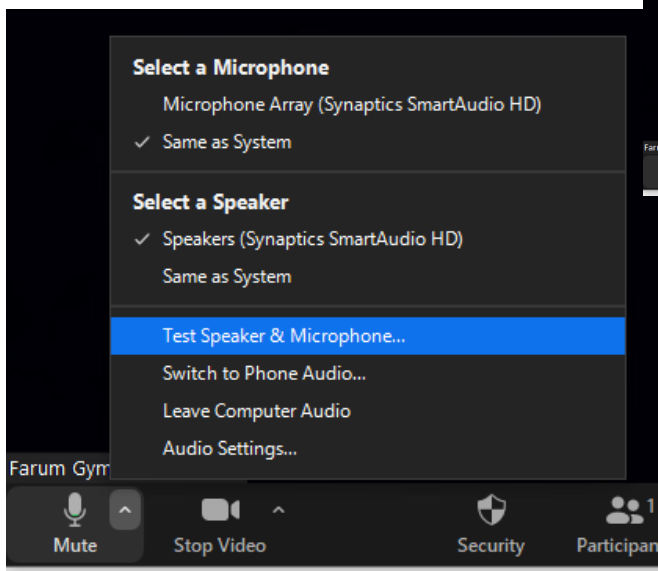 Select a Microphone
Microphone Array (Synaptics SmartAudio HD)
Same as System
Select a Speaker
Speakers (Synaptics SmartAudio HD)
Same as System
Test Speaker & Microphone...
Switch to Phone Audio...
Leave Computer Audio
Audio Settings...
Farum Gym
1
Mute Stop Video Security Participan
Far